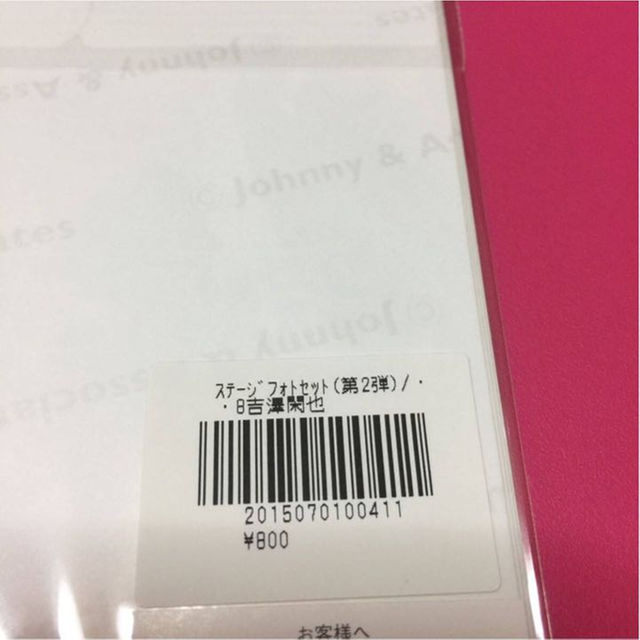 © Johnny & Ass
© Johnny & A
ates
© Johnny &
ｽﾃｰｼﾞﾌｫﾄｾｯﾄ(第2弾)/・
・B吉澤閑也
2015070100411
¥800
お客様へ